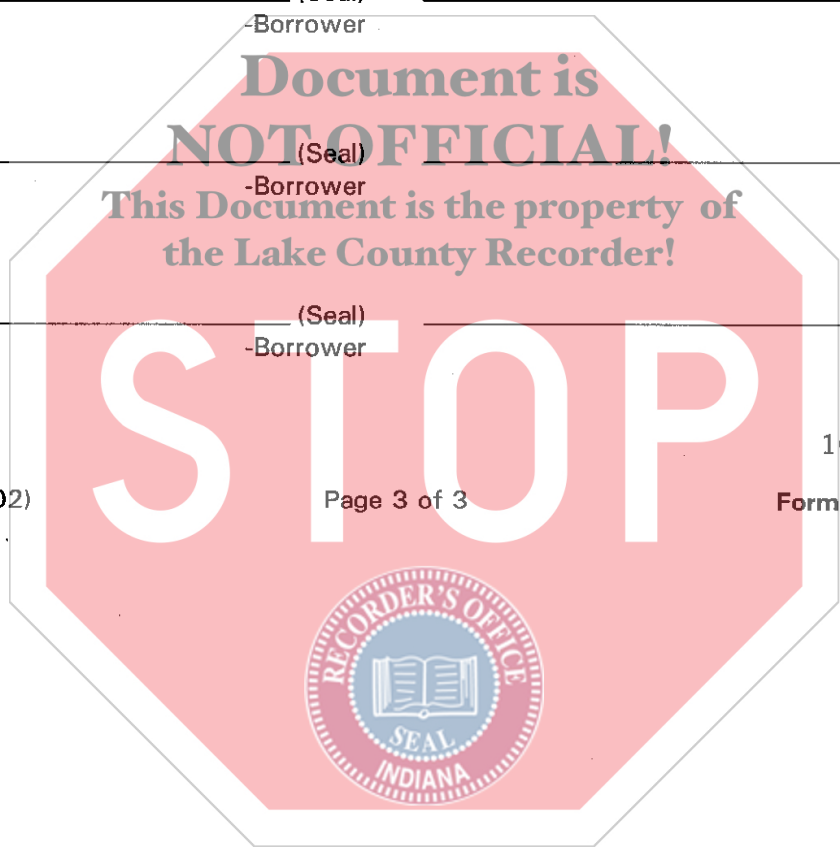 -Borrower
Document is
NOT OFFICIAL!
(Seal)
-Borrower
This Document is the property of
the Lake County Recorder!
(Seal)
-Borrower
STOP
02)
Page 3 of 3
Form
RECORDER'S OFFICE
SEAL
INDIANA